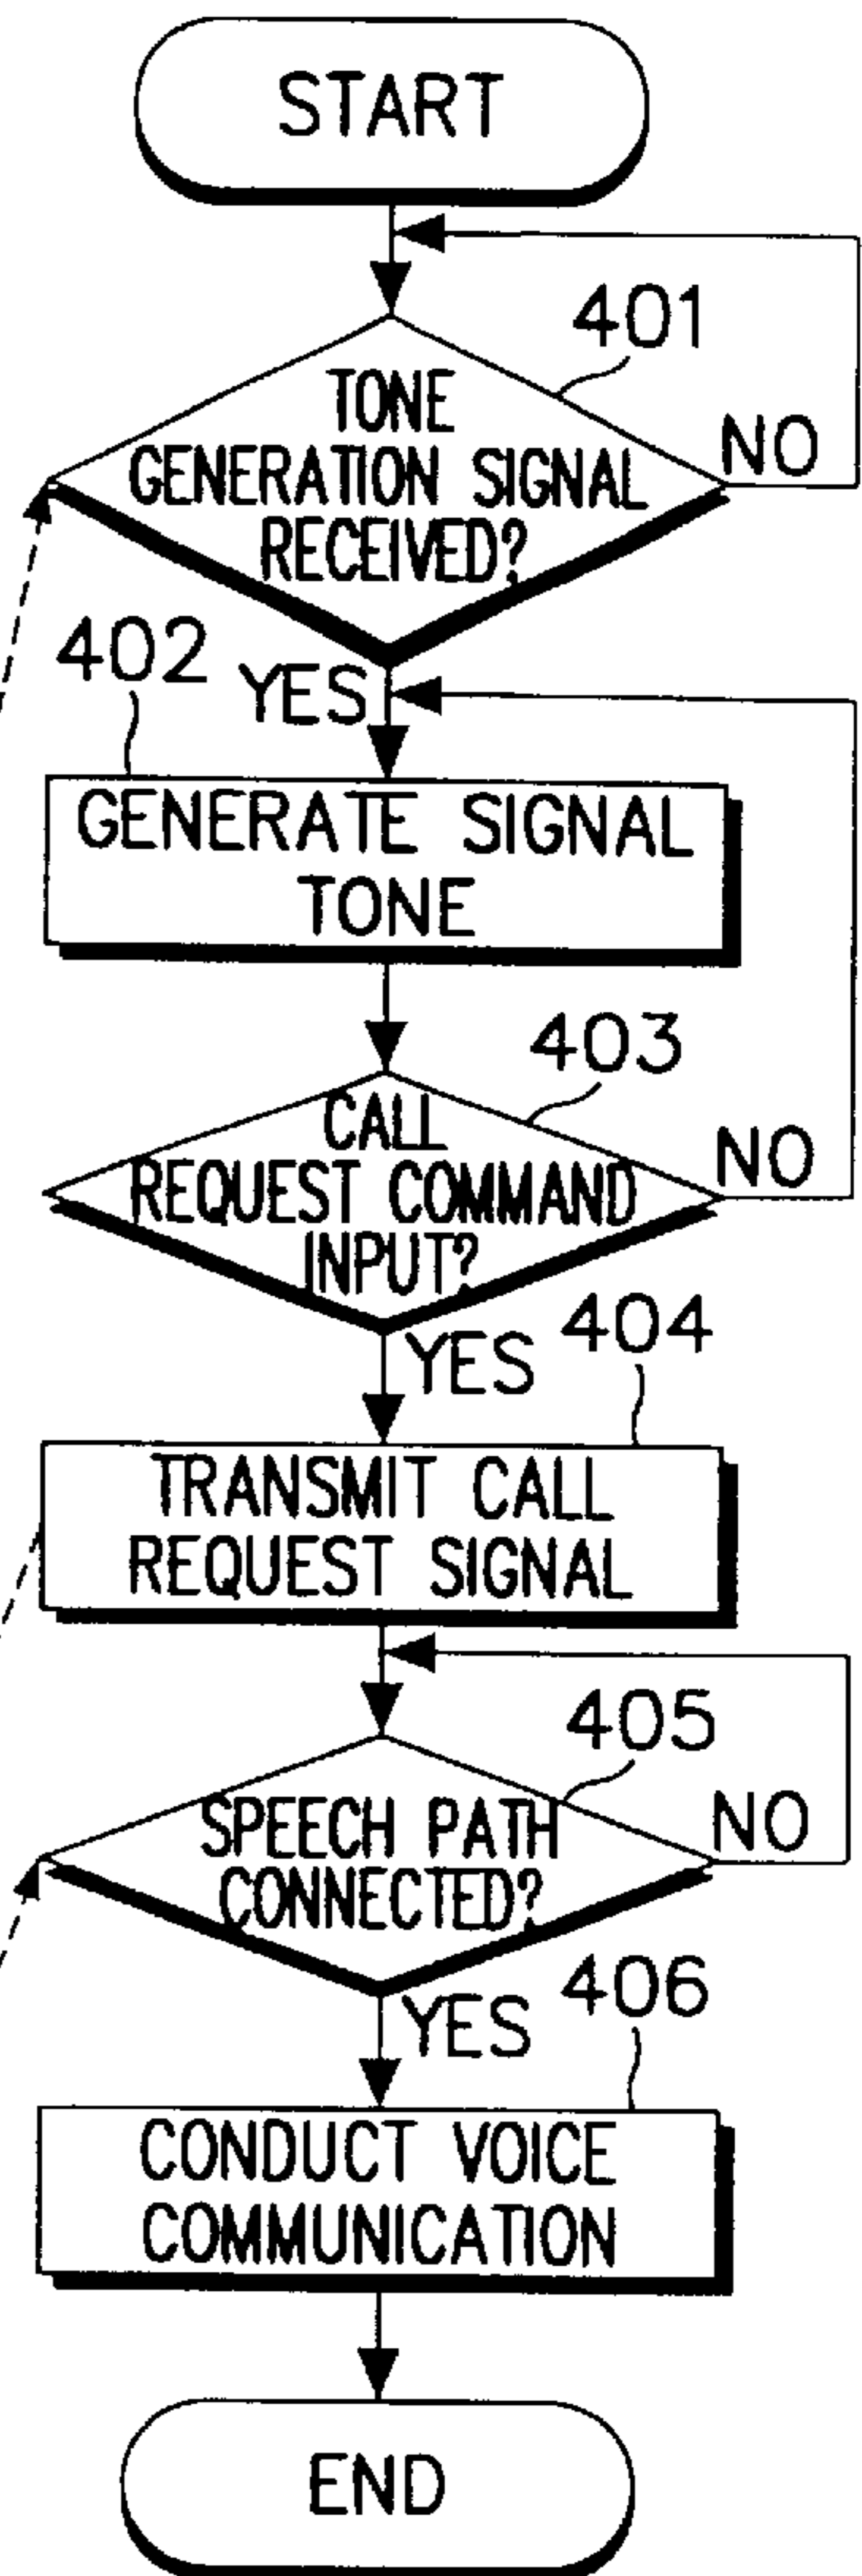 START
401
TONE
GENERATION SIGNAL
RECEIVED?
NO
402
YES
GENERATE SIGNAL
TONE
403
CALL
REQUEST COMMAND
INPUT?
NO
YES
404
TRANSMIT CALL
REQUEST SIGNAL
405
SPEECH PATH
CONNECTED?
NO
YES
406
CONDUCT VOICE
COMMUNICATION
END